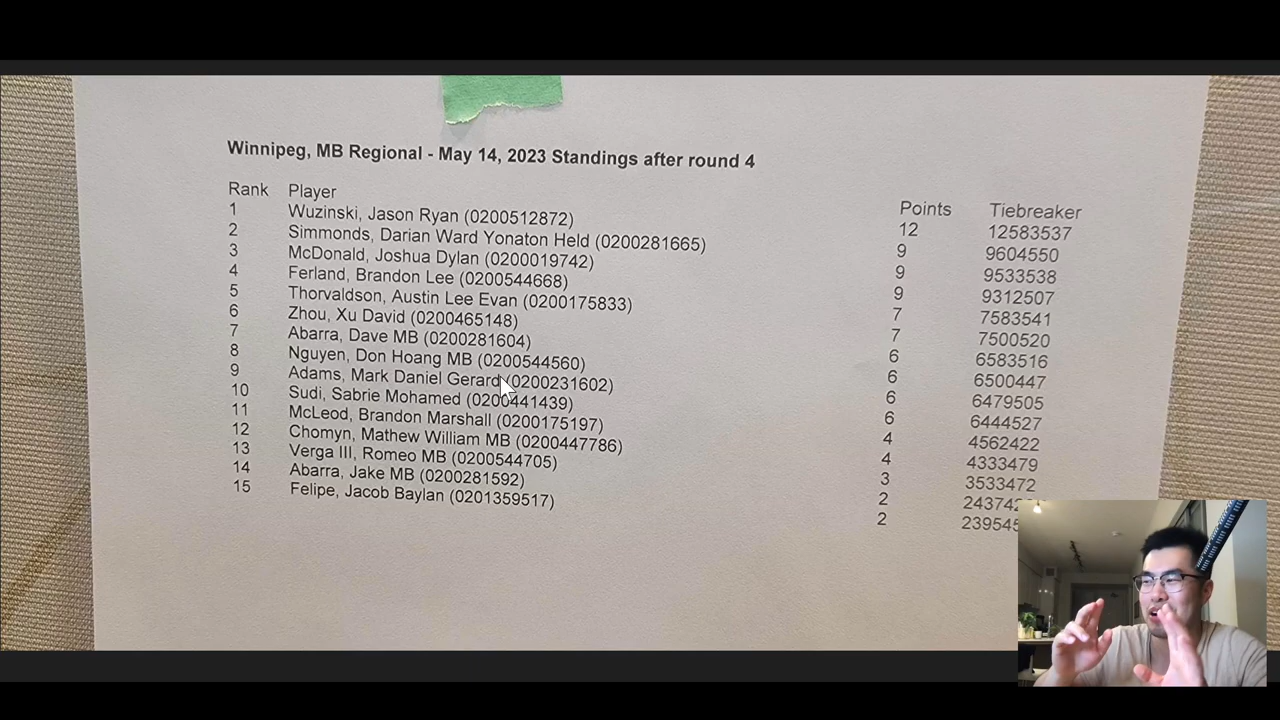 Winnipeg, MB Regional - May 14, 2023 Standings after round 4
Rank Player Points Tiebreaker
1 Wuzinski, Jason Ryan (0200512872) 12 12583537
2 Simmonds, Darian Ward Yonaton Held (0200281665) 9 9604550
3 McDonald, Joshua Dylan (0200019742) 9 9533538
4 Ferland, Brandon Lee (0200544668) 9 9312507
5 Thorvaldson, Austin Lee Evan (0200175833) 7 7583541
6 Zhou, Xu David (0200465148) 7 7500520
7 Abarra, Dave MB (0200281604) 6 6583516
8 Nguyen, Don Hoang MB (0200544560) 6 6500447
9 Adams, Mark Daniel Gerard (0200231602) 6 6479505
10 Sudi, Sabrie Mohamed (0200441439) 6 6444527
11 McLeod, Brandon Marshall (0200175197) 4 4562422
12 Chomyn, Mathew William MB (0200447786) 4 4333479
13 Verga III, Romeo MB (0200544705) 3 3533472
14 Abarra, Jake MB (0200281592) 2
15 Felipe, Jacob Baylan (0201359517) 2